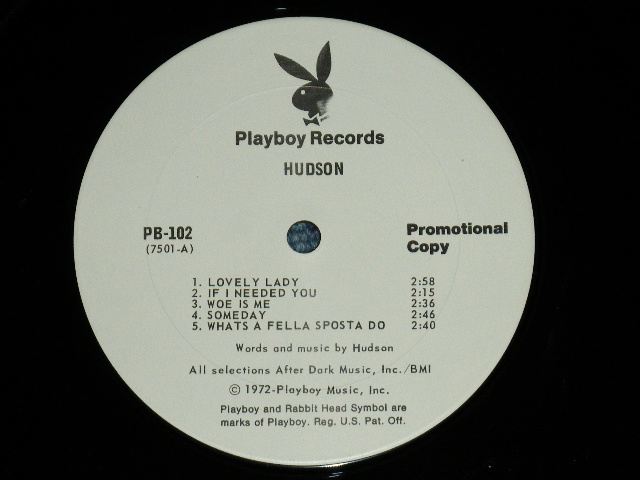 Playboy Records
HUDSON
PB-102
(7501-A)
Promotional
Copy
1. LOVELY LADY 2:58
2. IF I NEEDED YOU 2:15
3. WOE IS ME 2:36
4. SOMEDAY 2:46
5. WHATS A FELLA SPOSTA DO 2:40
Words and music by Hudson
All selections After Dark Music, Inc./BMI
© 1972-Playboy Music, Inc.
Playboy and Rabbit Head Symbol are
marks of Playboy. Reg. U.S. Pat. Off.